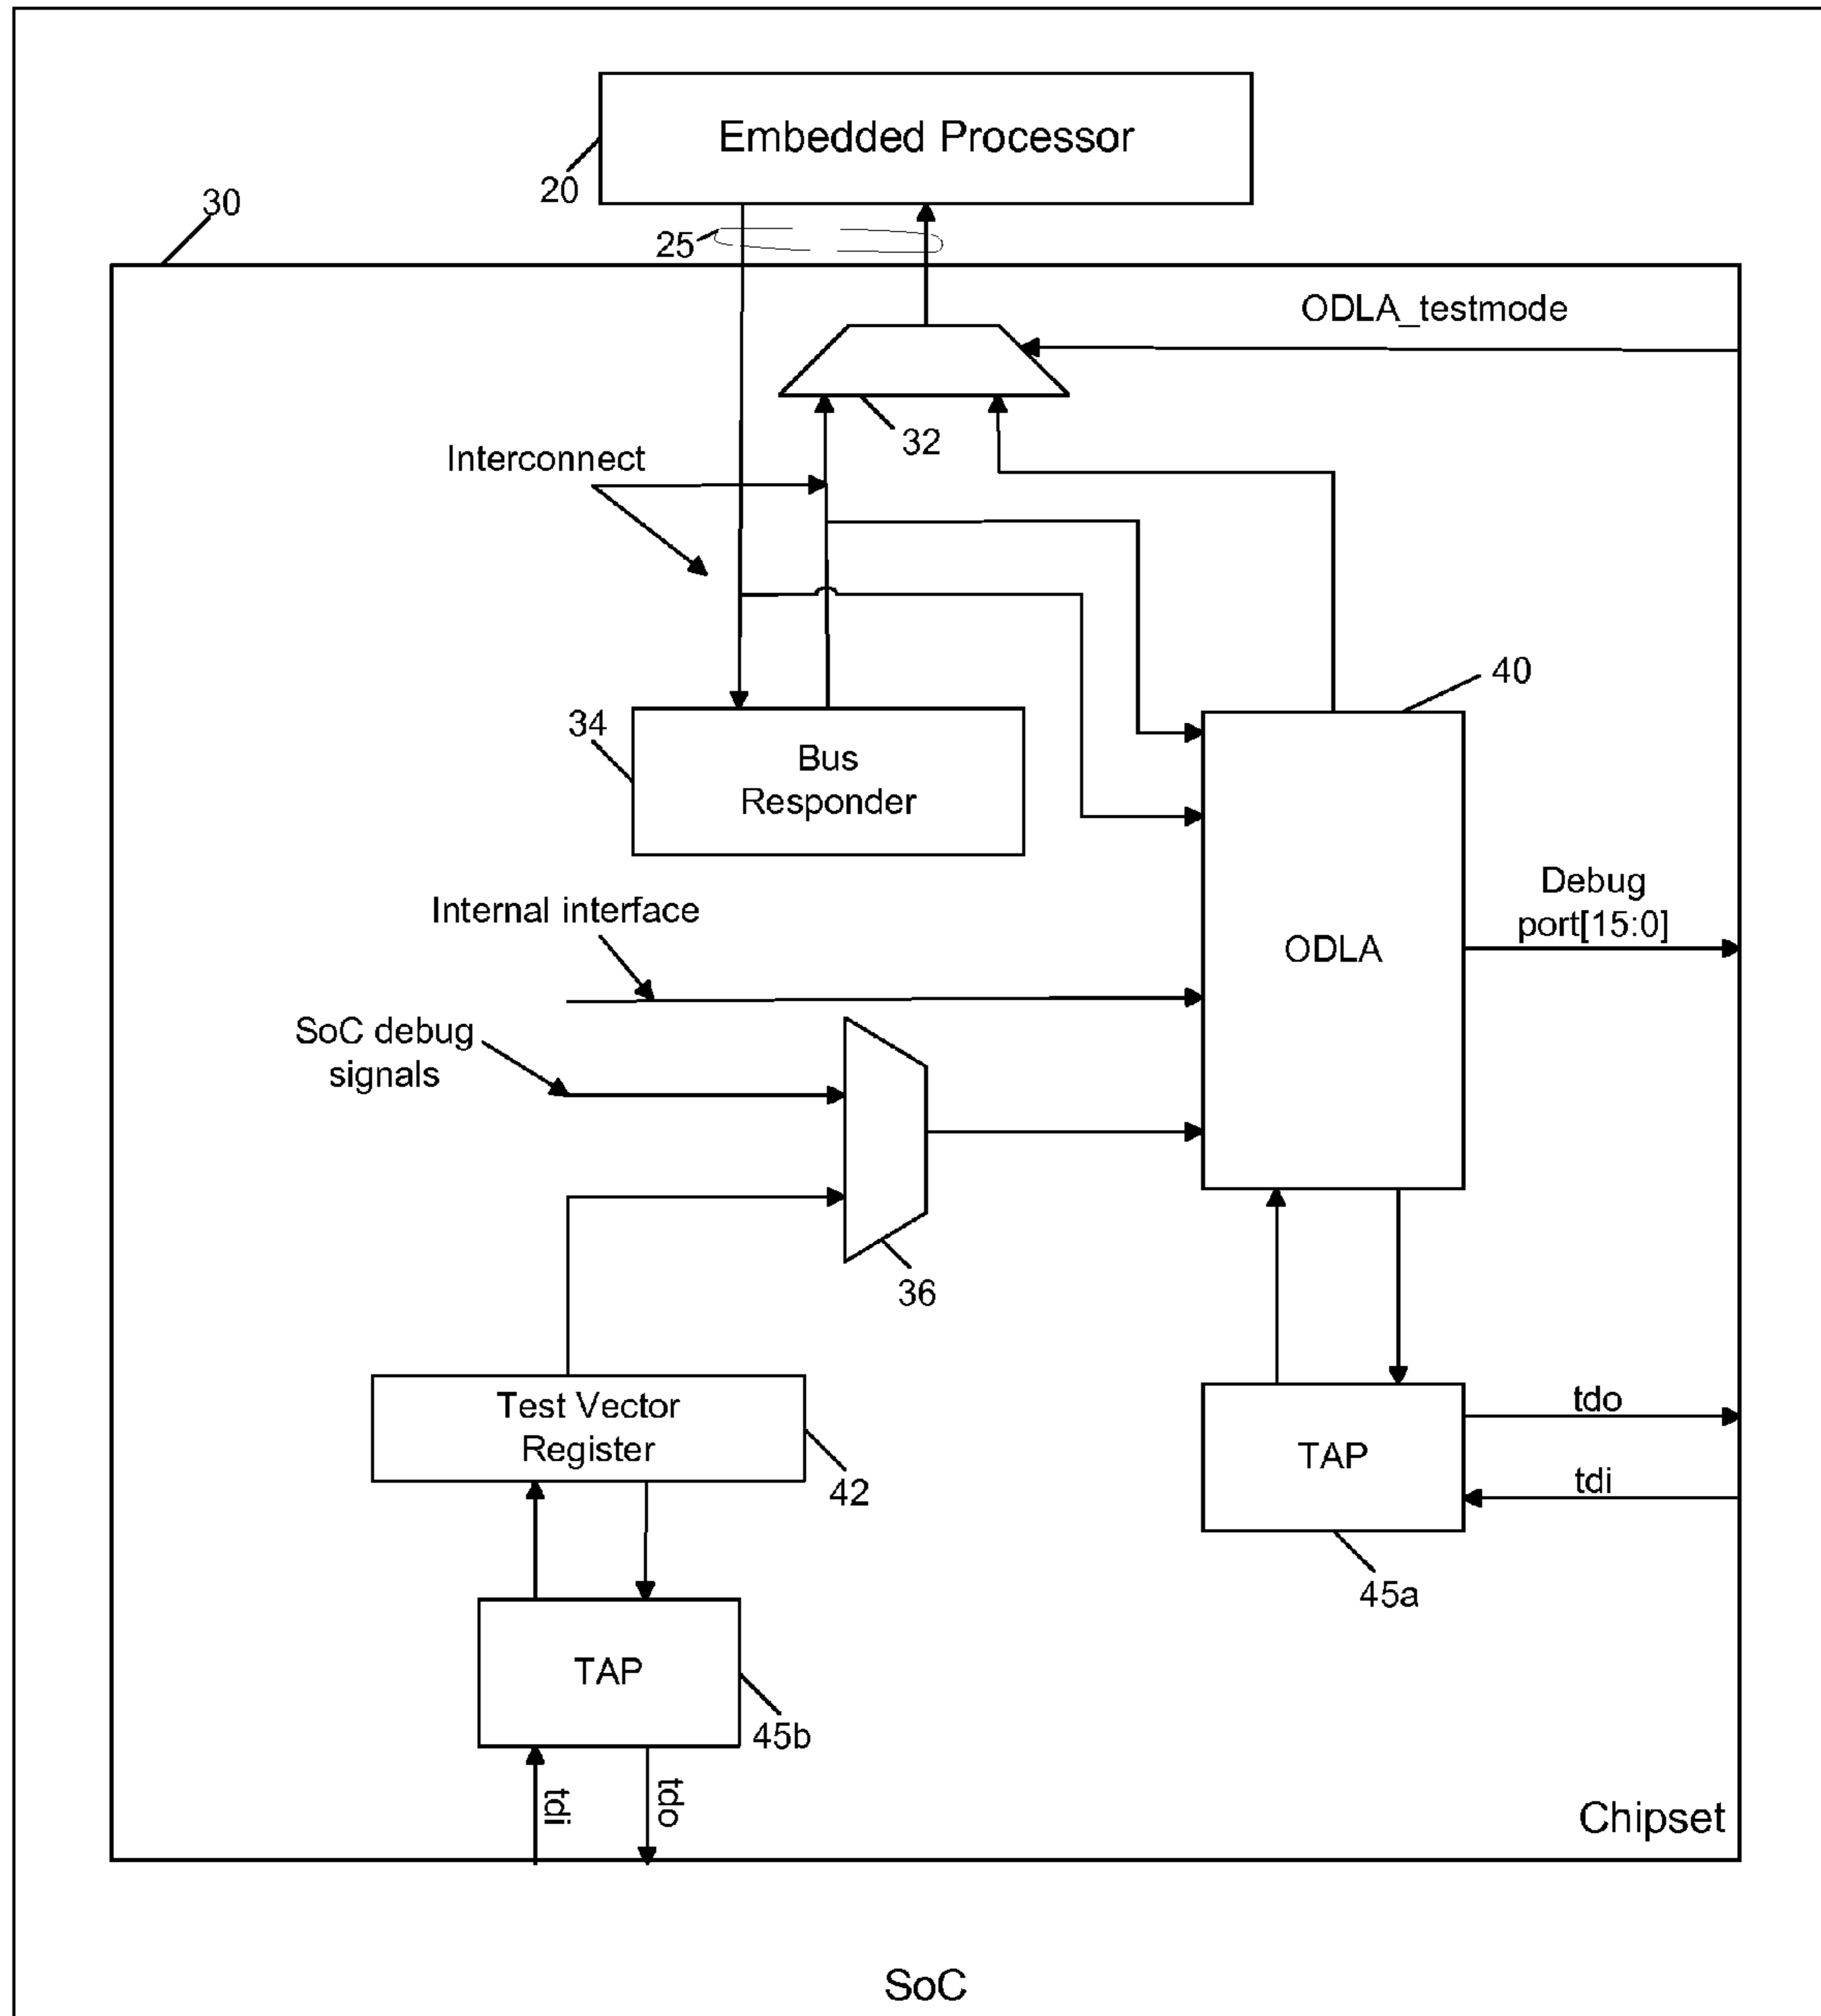 Embedded Processor
20
30
25
ODLA_testmode
32
Interconnect
40
34
Bus
Responder
Debug
port[15:0]
Internal interface
ODLA
SoC debug
signals
36
Test Vector
Register
tdo
TAP
42
tdi
45a
TAP
45b
tdi
tdo
Chipset
SoC